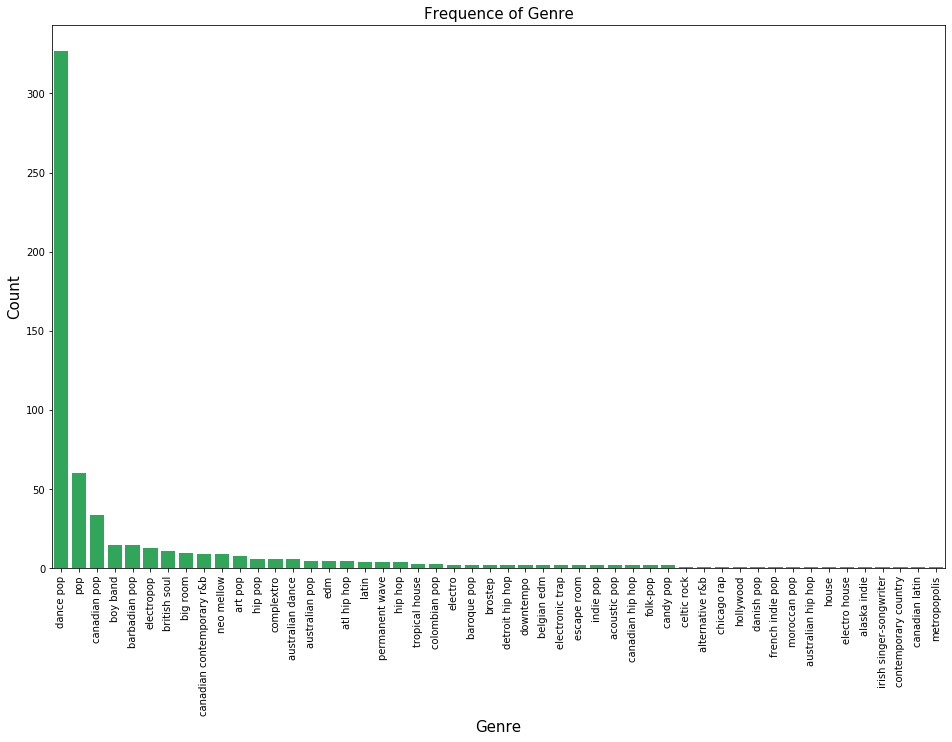 Frequence of Genre
Count
300
250
200
150
100
50
0
dance pop
pop
canadian pop
boy band
barbadian pop
electropop
british soul
big room
canadian contemporary r&b
neo mellow
art pop
hip pop
complextro
australian dance
australian pop
edm
atl hip hop
latin
permanent wave
hip hop
tropical house
colombian pop
electro
baroque pop
brostep
detroit hip hop
downtempo
belgian edm
electronic trap
escape room
indie pop
acoustic pop
canadian hip hop
folk-pop
candy pop
celtic rock
alternative r&b
chicago rap
hollywood
danish pop
french indie pop
moroccan pop
australian hip hop
house
electro house
alaska indie
irish singer-songwriter
contemporary country
canadian latin
metropopolis
Genre